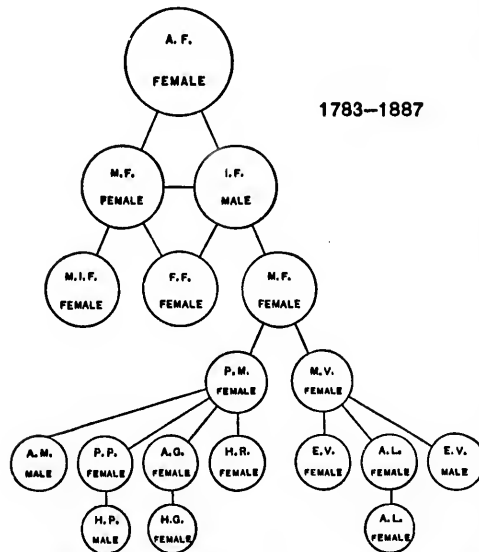 A. F.
FEMALE
1783–1887
M. F.
FEMALE
I. F.
MALE
M. I. F.
FEMALE
F. F.
FEMALE
M. F.
FEMALE
P. M.
FEMALE
M. V.
FEMALE
A. M.
MALE
P. P.
FEMALE
A. G.
FEMALE
H. R.
FEMALE
E. V.
FEMALE
A. L.
FEMALE
E. V.
MALE
H. P.
MALE
H. G.
FEMALE
A. L.
FEMALE